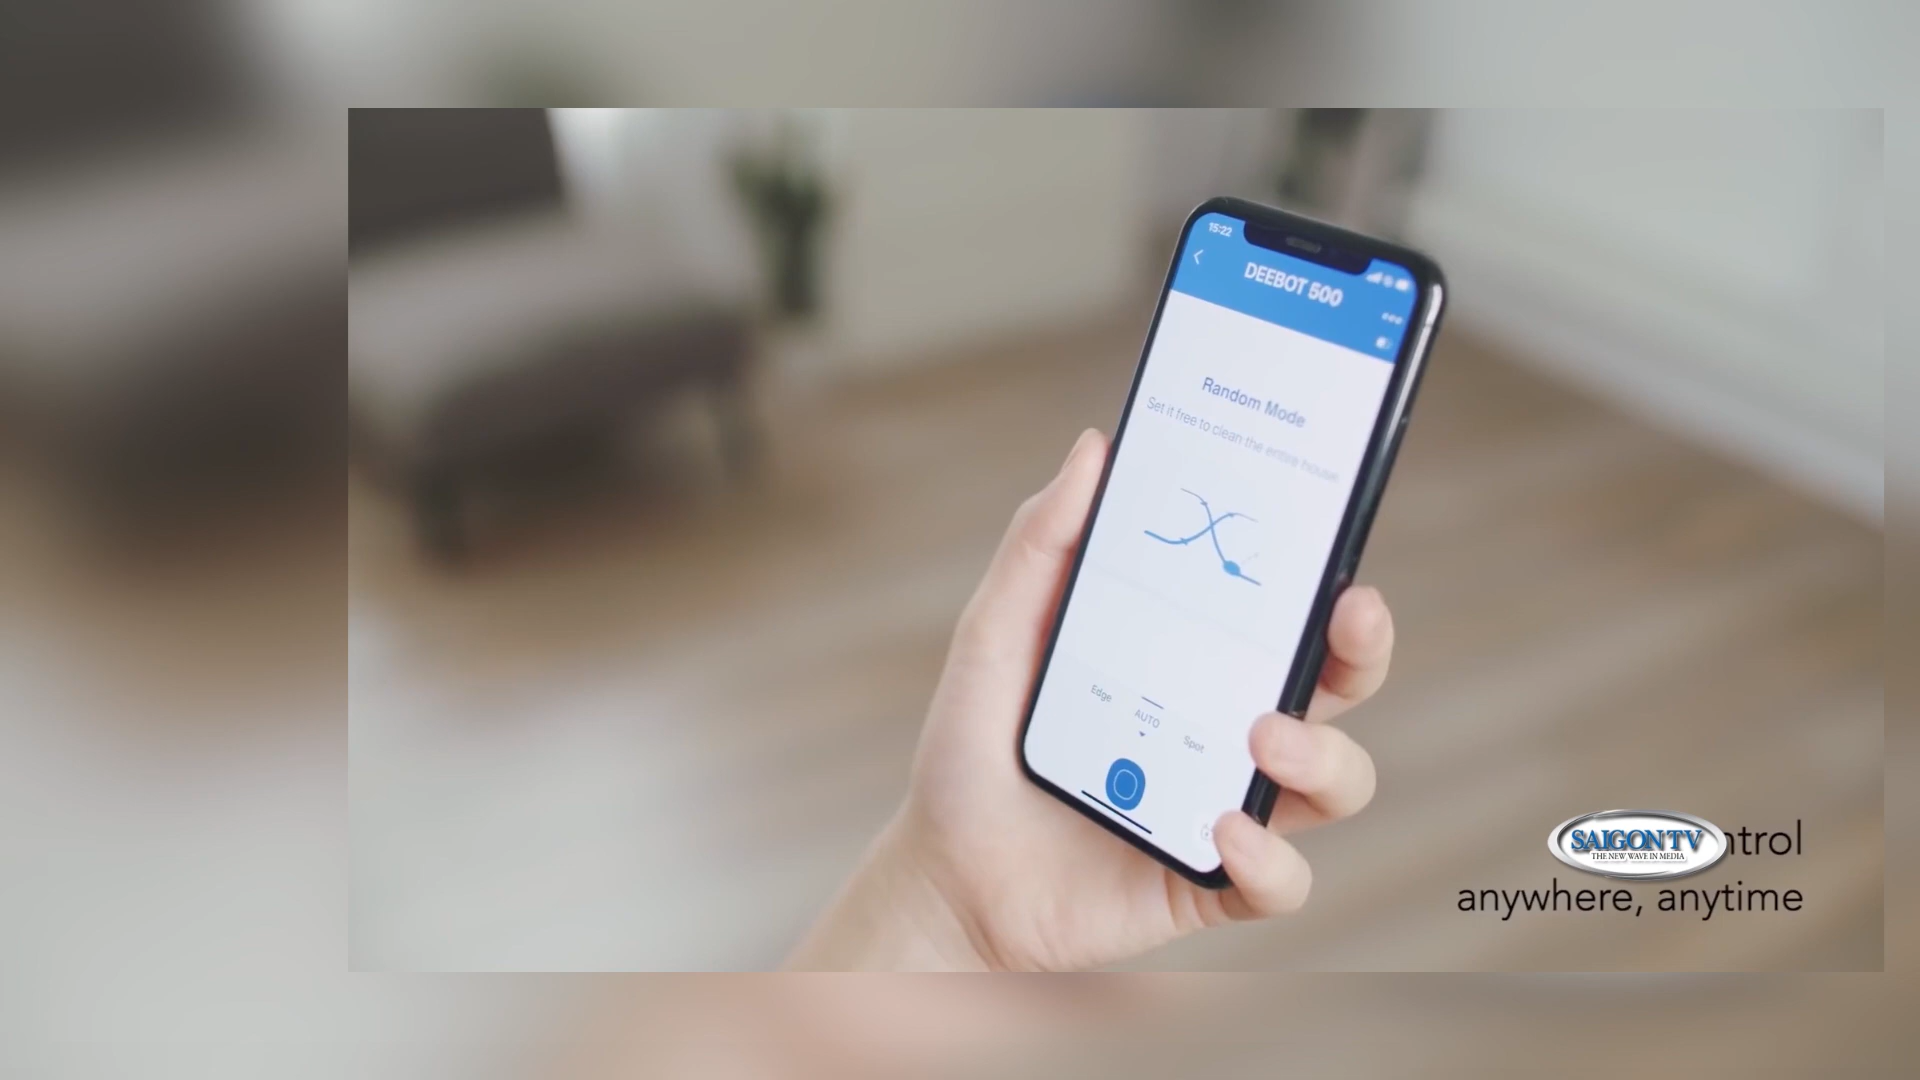 15:22
DEEBOT 500
Random Mode
Set it free to clean the entire house
Edge
AUTO
Spot
SAIGON TV
THE NEW WAVE IN MEDIA
ntrol
anywhere, anytime